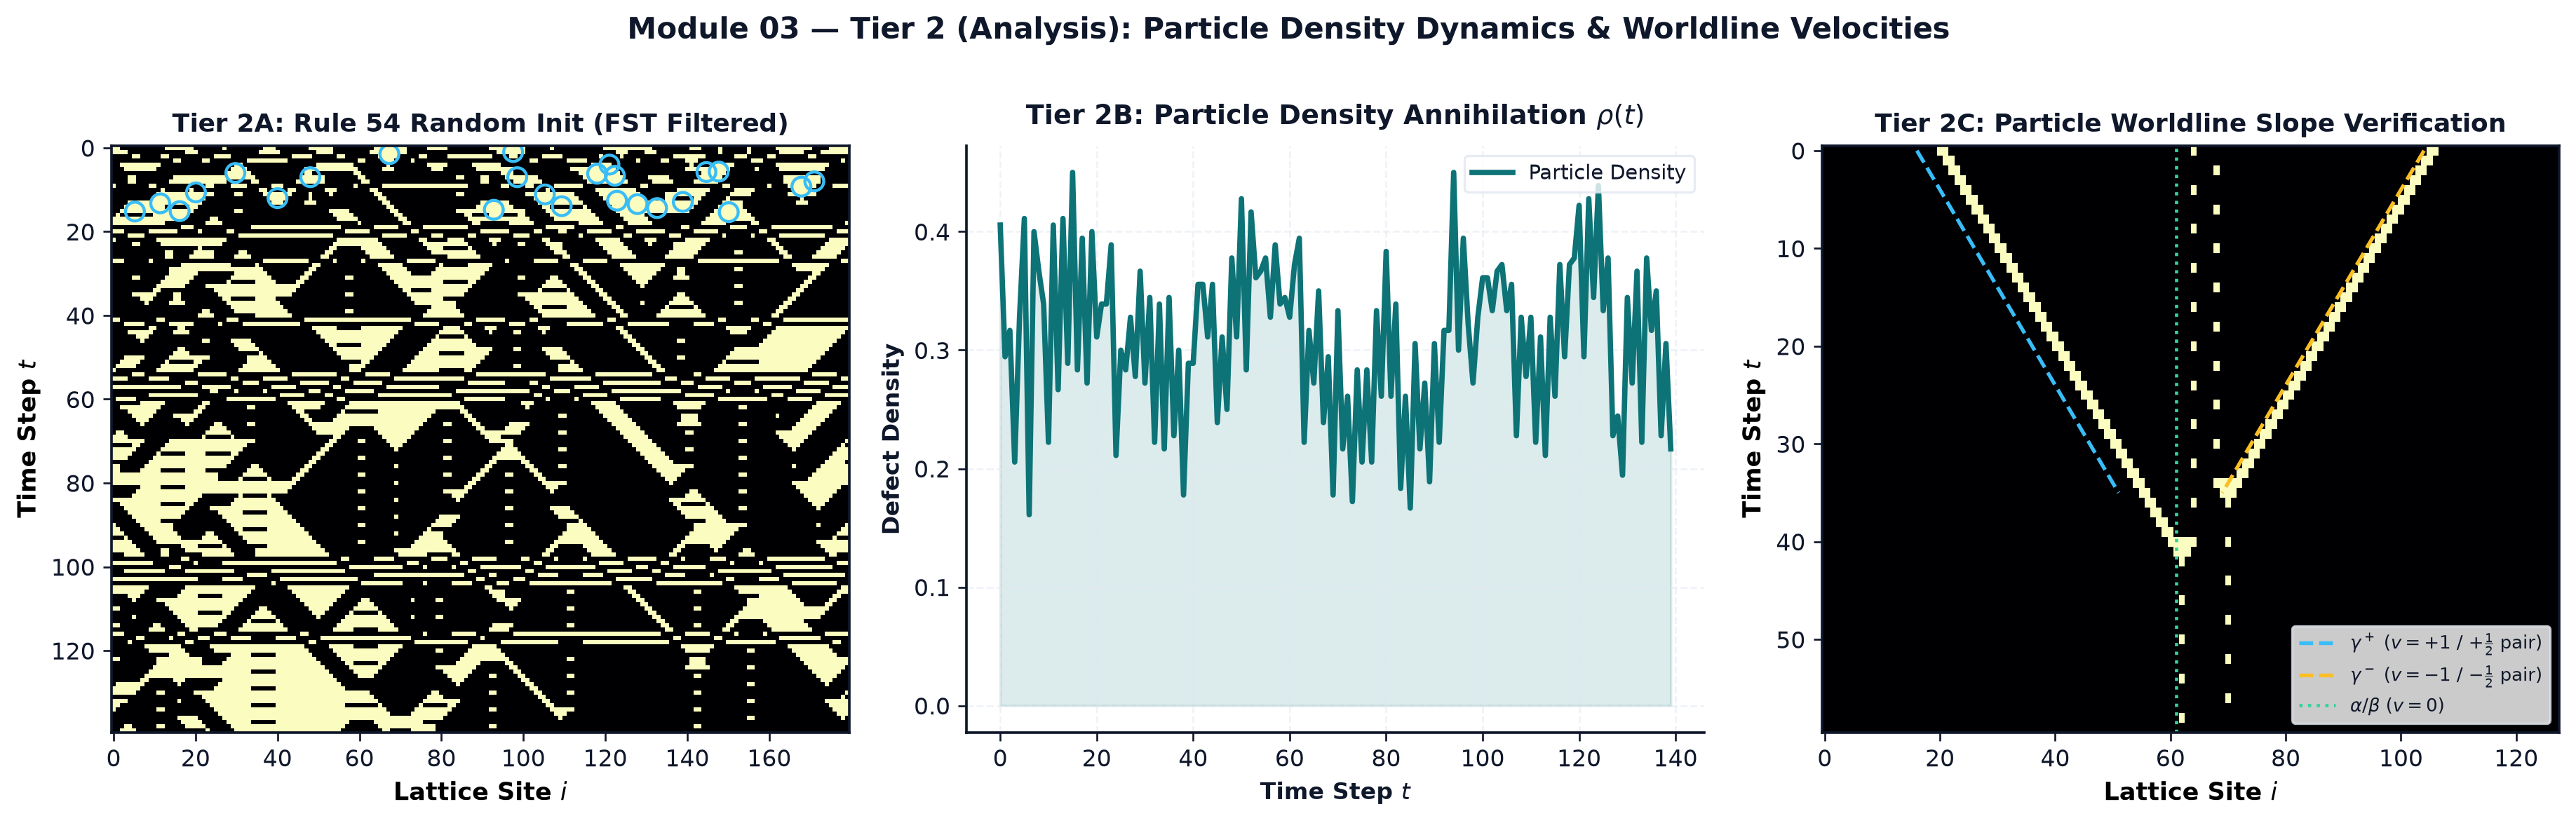 Module 03 — Tier 2 (Analysis): Particle Density Dynamics & Worldline Velocities
Tier 2A: Rule 54 Random Init (FST Filtered)
0
20
40
60
80
100
120
Time Step t
0 20 40 60 80 100 120 140 160
Lattice Site i
Tier 2B: Particle Density Annihilation ρ(t)
Particle Density
0.4
0.3
0.2
0.1
0.0
Defect Density
0 20 40 60 80 100 120 140
Time Step t
Tier 2C: Particle Worldline Slope Verification
0
10
20
30
40
50
Time Step t
γ⁺ (v = +1 / +½ pair)
γ⁻ (v = −1 / −½ pair)
α/β (v = 0)
0 20 40 60 80 100 120
Lattice Site i